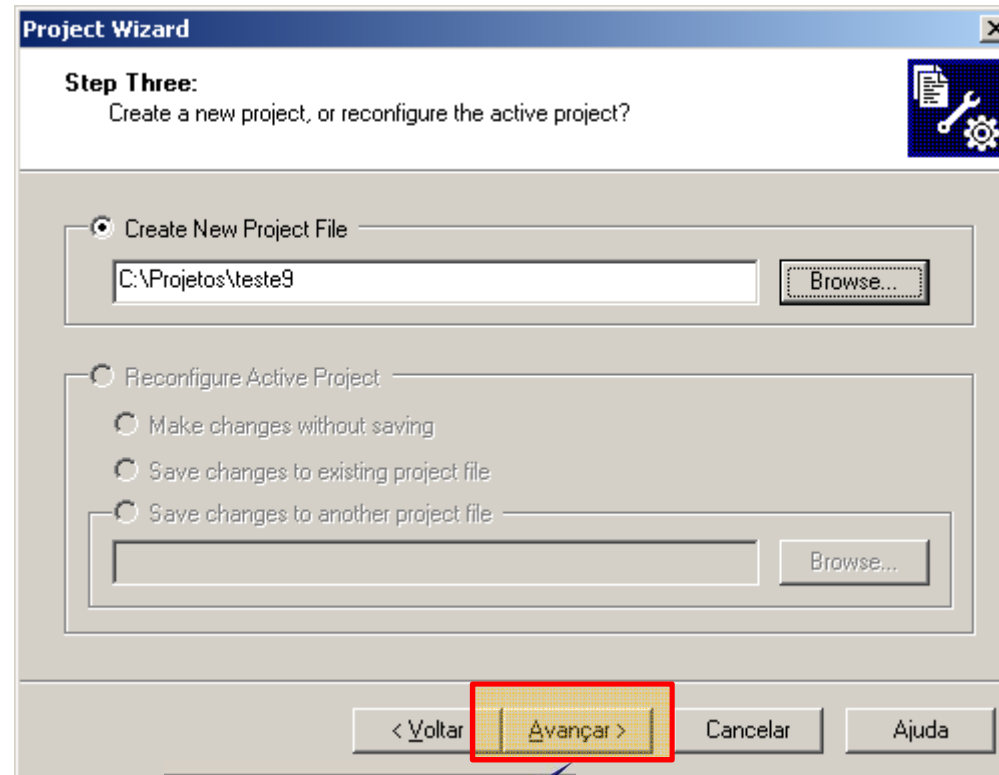 Project Wizard
Step Three:
Create a new project, or reconfigure the active project?
Create New Project File
C:\Projetos\teste9
Browse...
Reconfigure Active Project
Make changes without saving
Save changes to existing project file
Save changes to another project file
Browse...
< Voltar
Avançar >
Cancelar
Ajuda